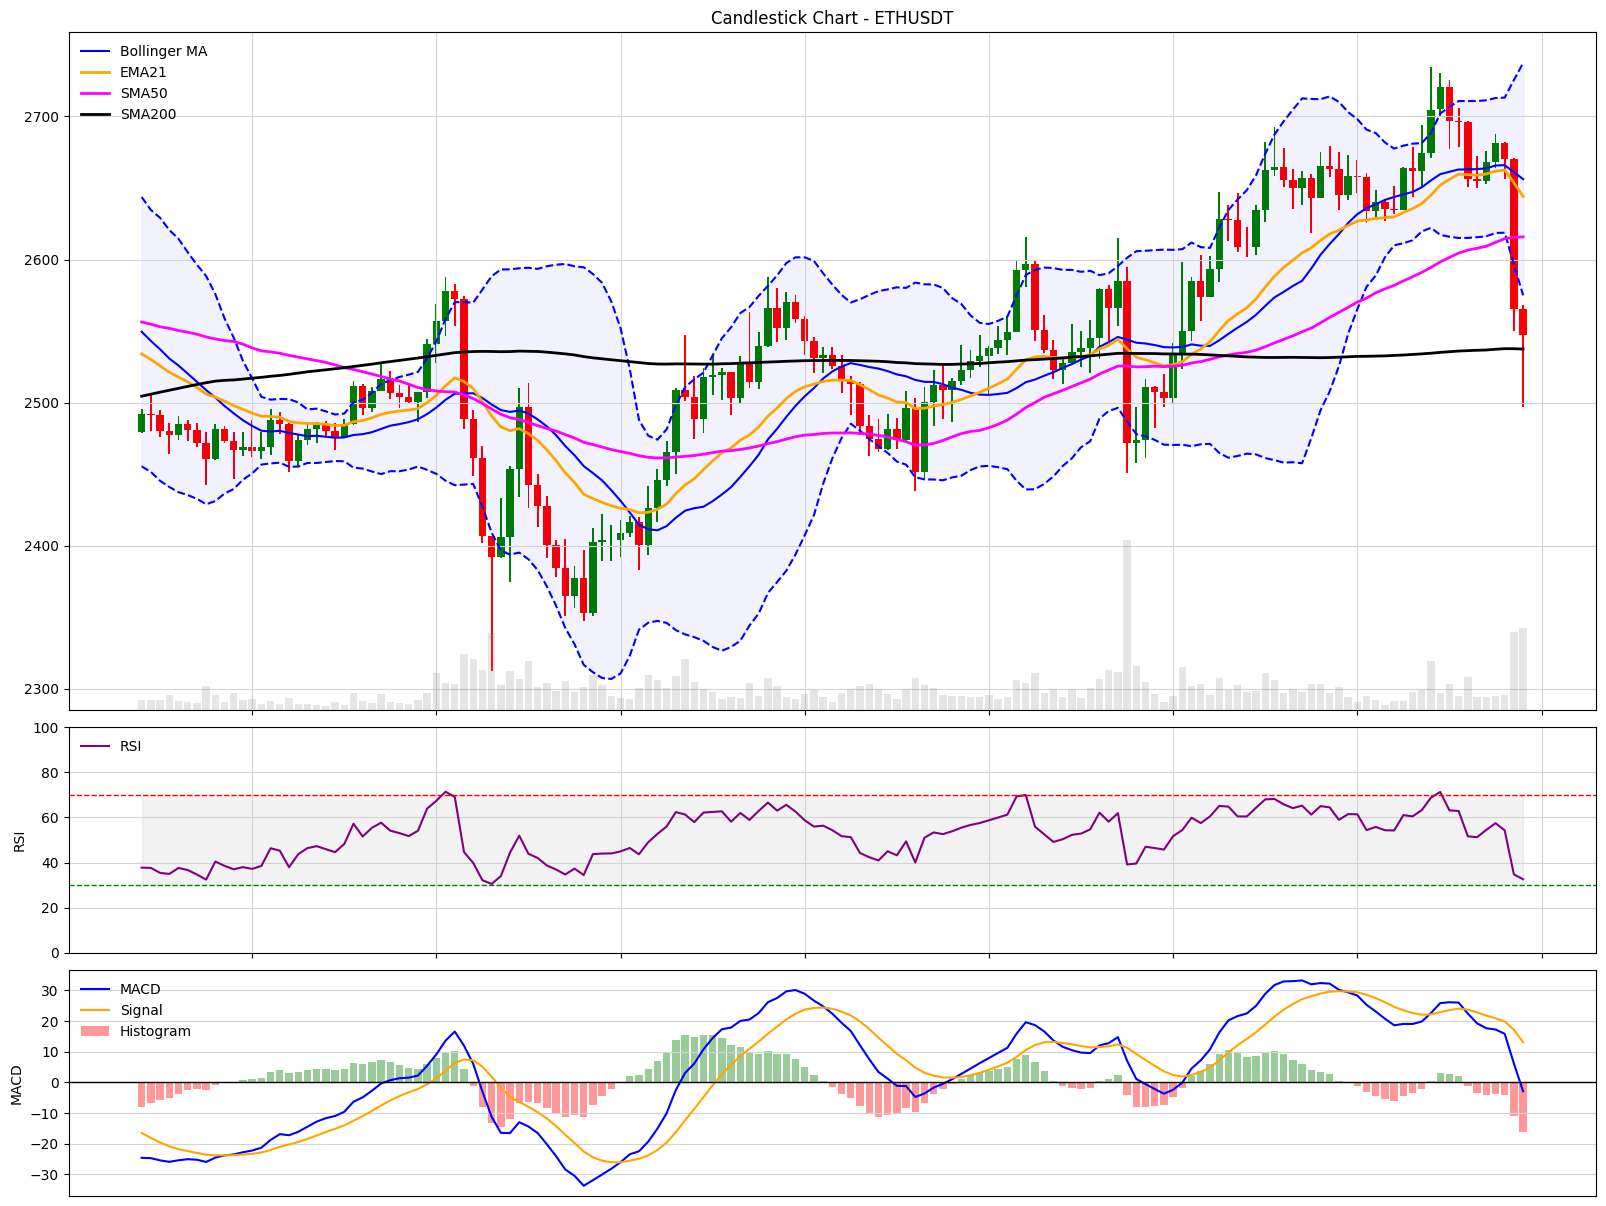 Candlestick Chart - ETHUSDT
Bollinger MA
EMA21
SMA50
SMA200
2700
2600
2500
2400
2300
100
80
60
40
20
0
RSI
RSI
30
20
10
0
−10
−20
−30
MACD
MACD
Signal
Histogram